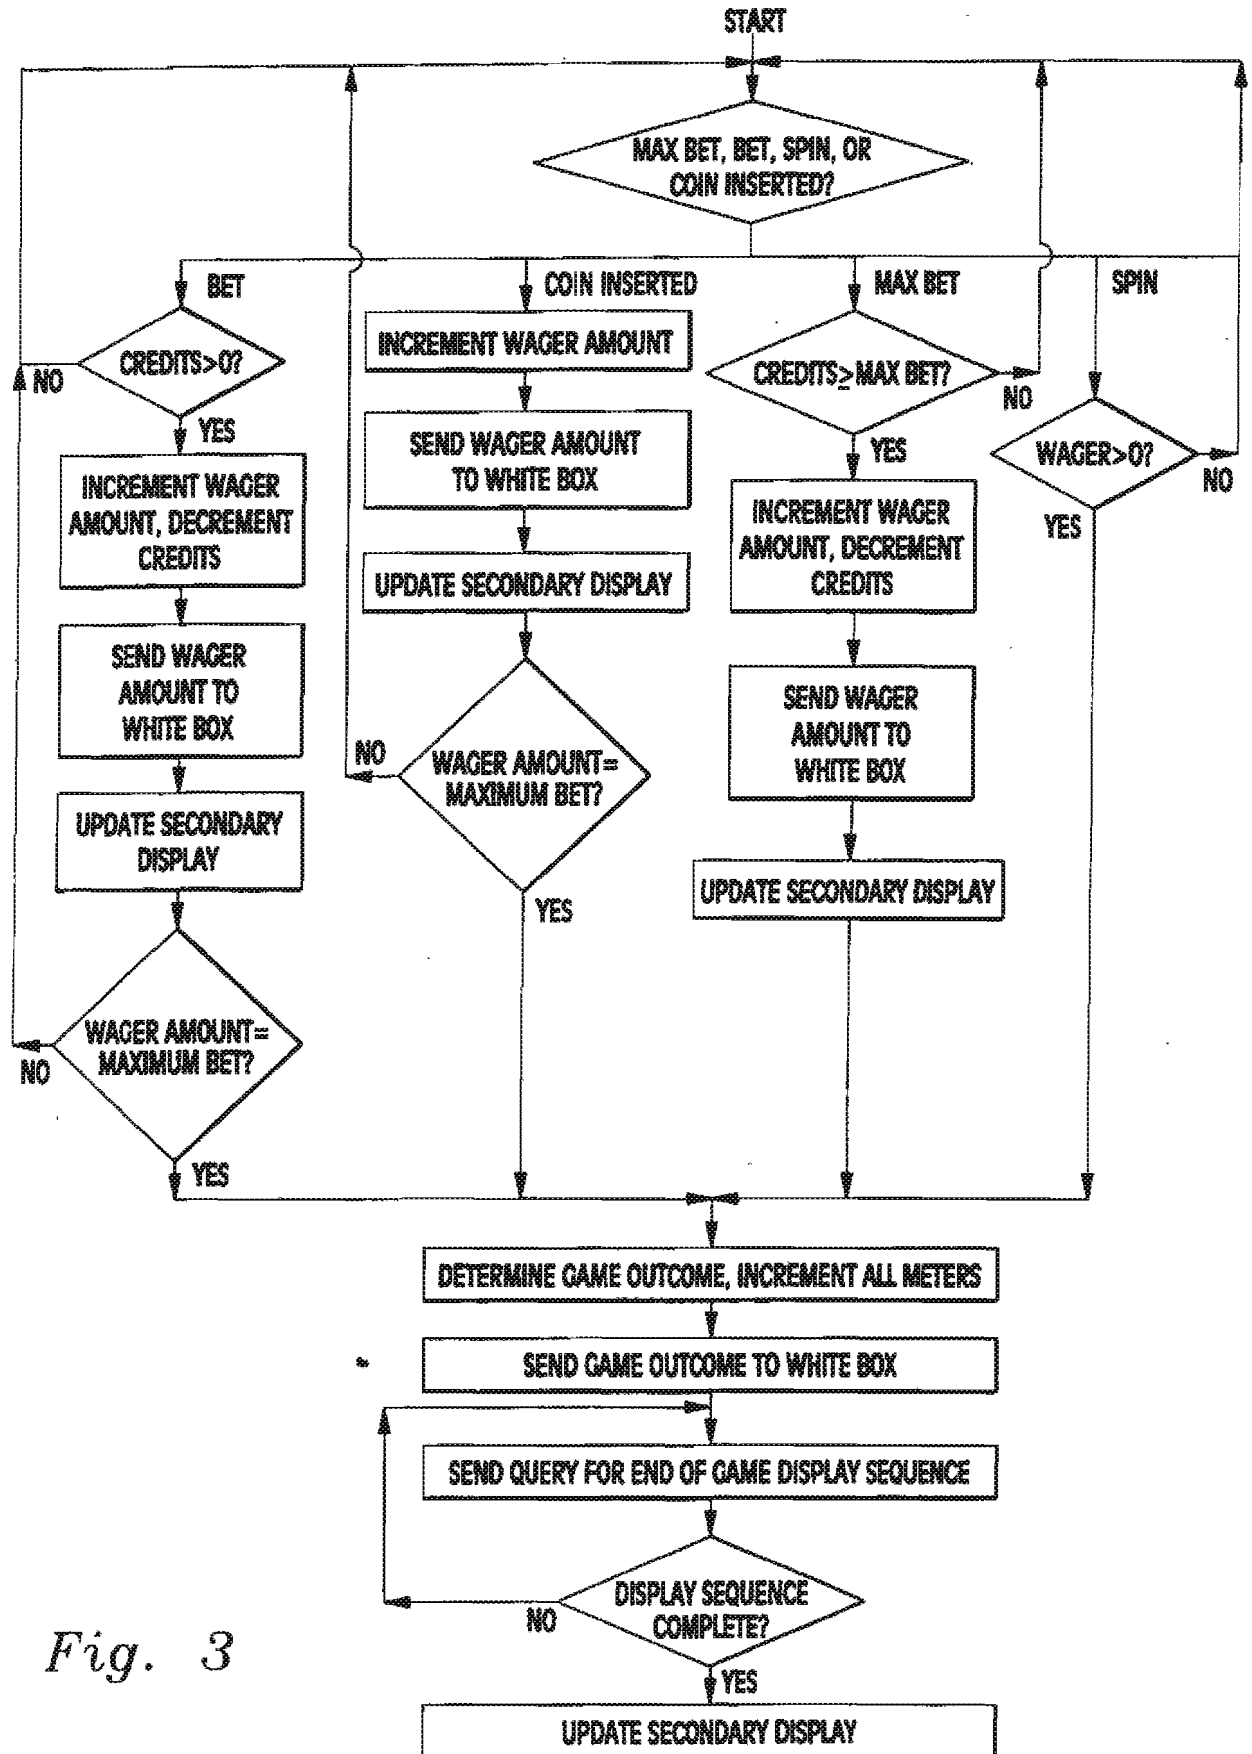 START
MAX BET, BET, SPIN, OR
COIN INSERTED?
BET
COIN INSERTED
MAX BET
SPIN
CREDITS>0?
NO
YES
INCREMENT WAGER
AMOUNT, DECREMENT
CREDITS
SEND WAGER
AMOUNT TO
WHITE BOX
UPDATE SECONDARY
DISPLAY
WAGER AMOUNT=
MAXIMUM BET?
NO
YES
INCREMENT WAGER AMOUNT
SEND WAGER AMOUNT
TO WHITE BOX
UPDATE SECONDARY DISPLAY
WAGER AMOUNT=
MAXIMUM BET?
NO
YES
CREDITS≥MAX BET?
NO
YES
INCREMENT WAGER
AMOUNT, DECREMENT
CREDITS
SEND WAGER
AMOUNT TO
WHITE BOX
UPDATE SECONDARY DISPLAY
WAGER>0?
NO
YES
DETERMINE GAME OUTCOME, INCREMENT ALL METERS
SEND GAME OUTCOME TO WHITE BOX
SEND QUERY FOR END OF GAME DISPLAY SEQUENCE
DISPLAY SEQUENCE
COMPLETE?
NO
YES
UPDATE SECONDARY DISPLAY
Fig. 3